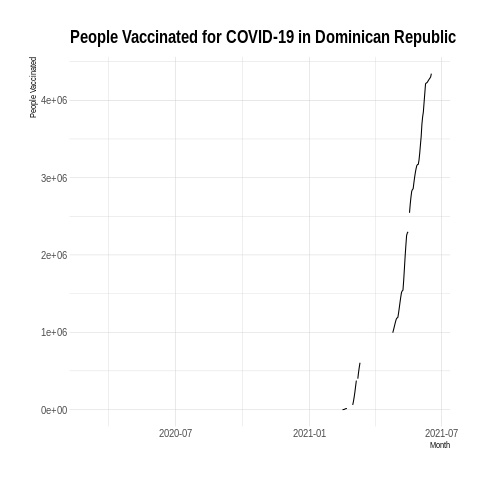 People Vaccinated for COVID-19 in Dominican Republic
People Vaccinated
4e+06
3e+06
2e+06
1e+06
0e+00
2020-07
2021-01
2021-07
Month